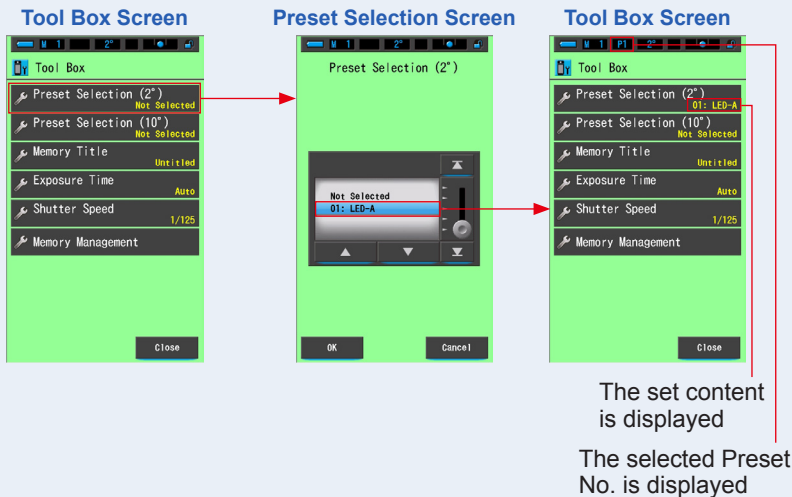 Tool Box Screen
M 1 2°
Tool Box
Preset Selection (2°)
Not Selected
Preset Selection (10°)
Not Selected
Memory Title
Untitled
Exposure Time
Auto
Shutter Speed
1/125
Memory Management
Close
Preset Selection Screen
M 1 2°
Preset Selection (2°)
Not Selected
01: LED-A
OK Cancel
Tool Box Screen
M 1 P1 2°
Tool Box
Preset Selection (2°)
01: LED-A
Preset Selection (10°)
Not Selected
Memory Title
Untitled
Exposure Time
Auto
Shutter Speed
1/125
Memory Management
Close
The set content
is displayed
The selected Preset
No. is displayed